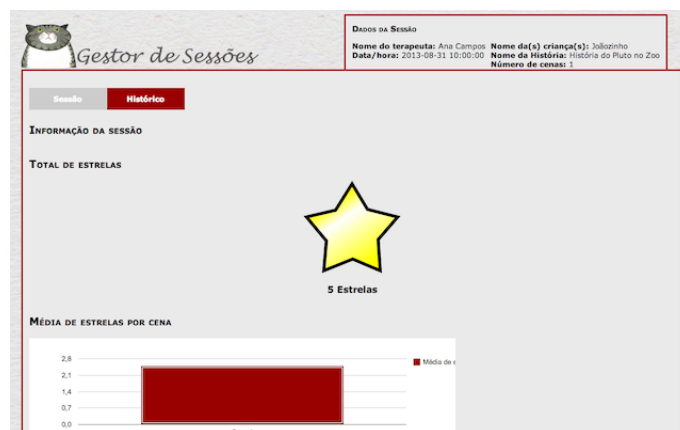 Gestor de Sessões
Dados da Sessão
Nome do terapeuta: Ana Campos Nome da(s) criança(s): Joãozinho
Data/hora: 2013-08-31 10:00:00 Nome da História: História do Pluto no Zoo
Número de cenas: 1
Sessão Histórico
Informação da sessão
Total de estrelas
5 Estrelas
Média de estrelas por cena
2,8
Média de e
2,1
1,4
0,7
0,0